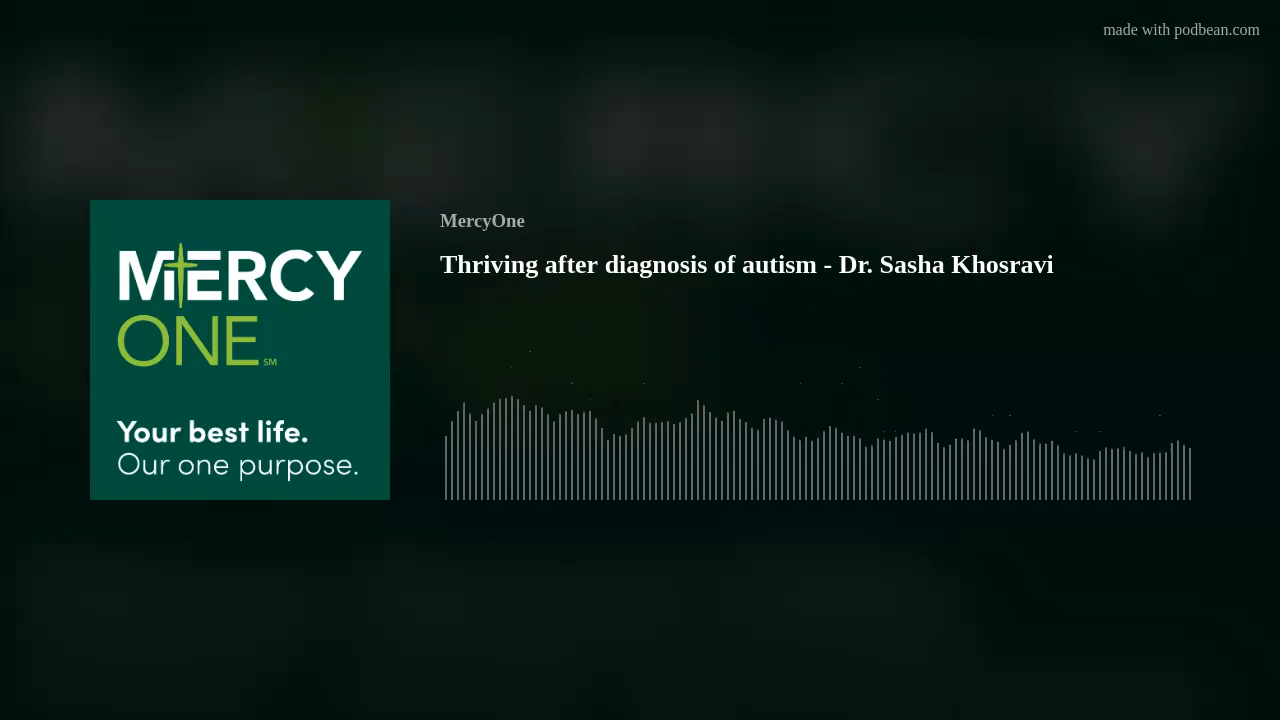 made with podbean.com
MERCY
ONE SM
Your best life.
Our one purpose.
MercyOne
Thriving after diagnosis of autism - Dr. Sasha Khosravi